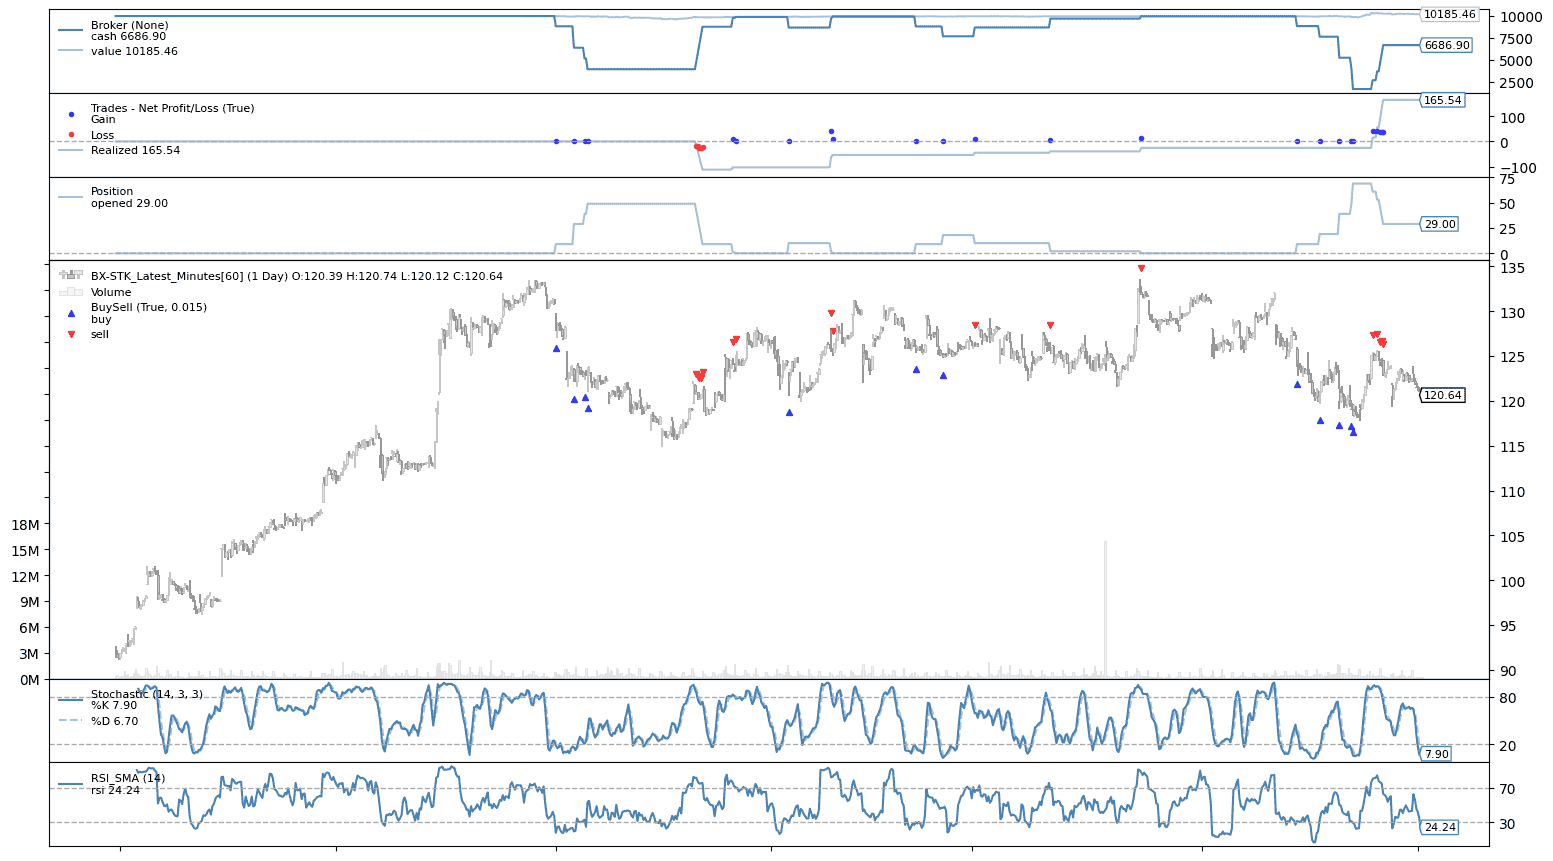 Broker (None)
cash 6686.90
value 10185.46
10185.46
10000
7500
6686.90
5000
2500
Trades - Net Profit/Loss (True)
Gain
Loss
Realized 165.54
165.54
100
0
−100
Position
opened 29.00
75
50
25
29.00
0
BX-STK_Latest_Minutes[60] (1 Day) O:120.39 H:120.74 L:120.12 C:120.64
Volume
BuySell (True, 0.015)
buy
sell
135
130
125
120
120.64
115
110
105
100
95
90
18M
15M
12M
9M
6M
3M
0M
Stochastic (14, 3, 3)
%K 7.90
%D 6.70
80
20
7.90
RSI_SMA (14)
rsi 24.24
70
30
24.24